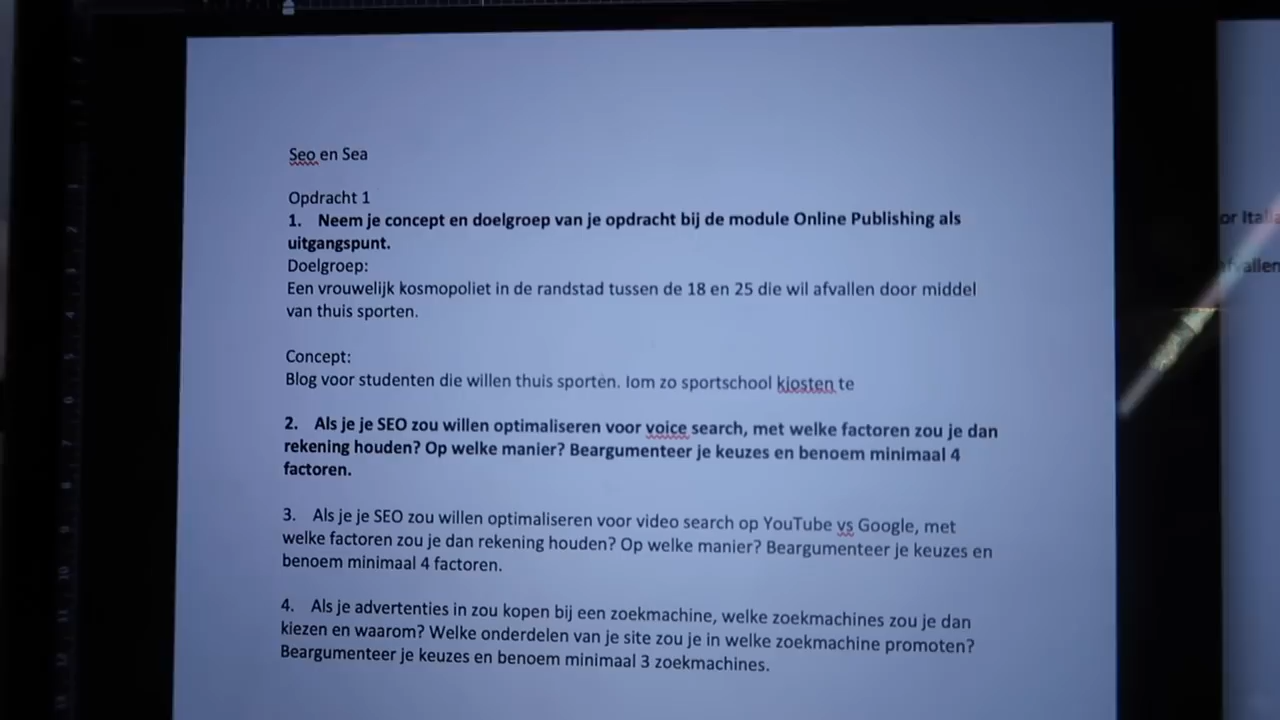 Seo en Sea
Opdracht 1
1. Neem je concept en doelgroep van je opdracht bij de module Online Publishing als
uitgangspunt.
Doelgroep:
Een vrouwelijk kosmopoliet in de randstad tussen de 18 en 25 die wil afvallen door middel
van thuis sporten.
Concept:
Blog voor studenten die willen thuis sporten. Iom zo sportschool kiosten te
2. Als je je SEO zou willen optimaliseren voor voice search, met welke factoren zou je dan
rekening houden? Op welke manier? Beargumenteer je keuzes en benoem minimaal 4
factoren.
3. Als je je SEO zou willen optimaliseren voor video search op YouTube vs Google, met
welke factoren zou je dan rekening houden? Op welke manier? Beargumenteer je keuzes en
benoem minimaal 4 factoren.
4. Als je advertenties in zou kopen bij een zoekmachine, welke zoekmachines zou je dan
kiezen en waarom? Welke onderdelen van je site zou je in welke zoekmachine promoten?
Beargumenteer je keuzes en benoem minimaal 3 zoekmachines.